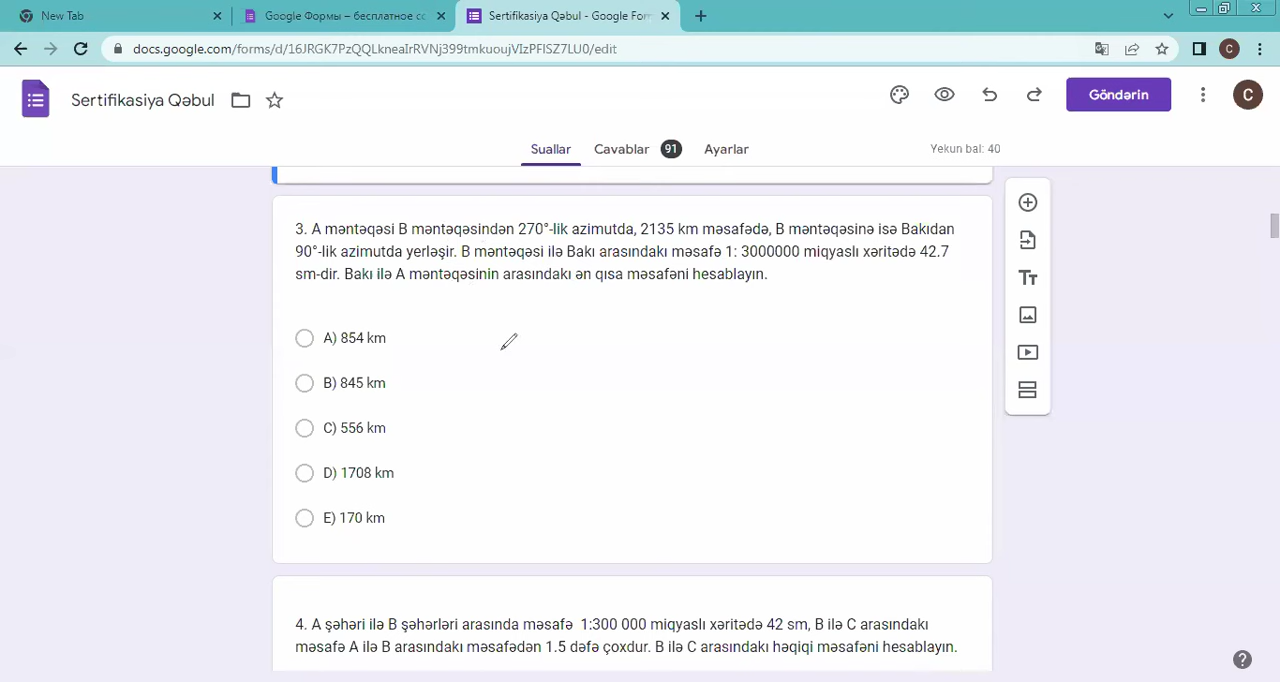 New Tab
Google Формы – бесплатное сс
Sertifikasiya Qəbul - Google For
docs.google.com/forms/d/16JRGK7PzQQLkneaIrRVNj399tmkuoujVIzPFlSZ7LU0/edit
C
Sertifikasiya Qəbul
Göndərin
C
Suallar
Cavablar 91
Ayarlar
Yekun bal: 40
3. A məntəqəsi B məntəqəsindən 270°-lik azimutda, 2135 km məsafədə, B məntəqəsinə isə Bakıdan
90°-lik azimutda yerləşir. B məntəqəsi ilə Bakı arasındakı məsafə 1: 3000000 miqyaslı xəritədə 42.7
sm-dir. Bakı ilə A məntəqəsinin arasındakı ən qısa məsafəni hesablayın.
A) 854 km
B) 845 km
C) 556 km
D) 1708 km
E) 170 km
Tт
4. A şəhəri ilə B şəhərləri arasında məsafə 1:300 000 miqyaslı xəritədə 42 sm, B ilə C arasındakı
məsafə A ilə B arasındakı məsafədən 1.5 dəfə çoxdur. B ilə C arasındakı həqiqi məsafəni hesablayın.